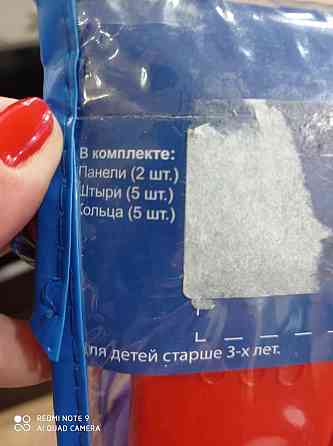 В комплекте:
Панели (2 шт.)
Штыри (5 шт.)
Кольца (5 шт.)
Для детей старше 3-х лет.
REDMI NOTE 9
AI QUAD CAMERA